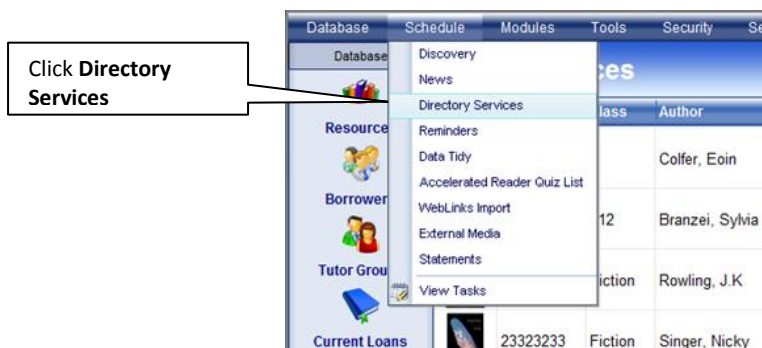 Click Directory
Services
Database Schedule Modules Tools Security
Database
Resource
Borrower
Tutor Grou
Current Loans
Discovery
News
Directory Services
Reminders
Data Tidy
Accelerated Reader Quiz List
WebLinks Import
External Media
Statements
View Tasks
ces
lass Author
Colfer, Eoin
12 Branzei, Sylvia
iction Rowling, J.K
23323233 Fiction Singer, Nicky